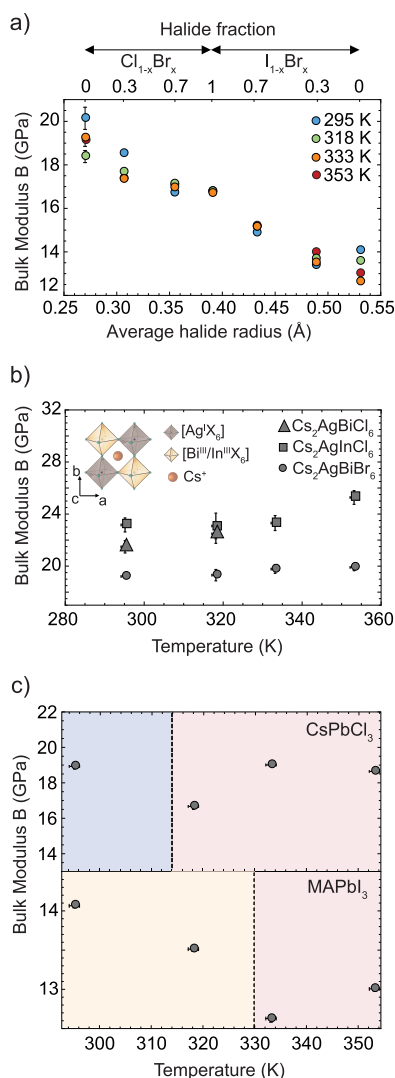 a)
Halide fraction
Cl₁₋ₓBrₓ I₁₋ₓBrₓ
0 0.3 0.7 1 0.7 0.3 0
Bulk Modulus B (GPa)
20
18
16
14
12
295 K
318 K
333 K
353 K
0.25 0.30 0.35 0.40 0.45 0.50 0.55
Average halide radius (Å)
b)
Bulk Modulus B (GPa)
32
28
24
20
[AgᴵX₆]
[Biᴵᴵᴵ/InᴵᴵᴵX₆]
Cs⁺
b
c a
Cs₂AgBiCl₆
Cs₂AgInCl₆
Cs₂AgBiBr₆
280 300 320 340 360
Temperature (K)
c)
Bulk Modulus B (GPa)
22
20
18
16
14
CsPbCl₃
14
13
MAPbI₃
300 310 320 330 340 350
Temperature (K)